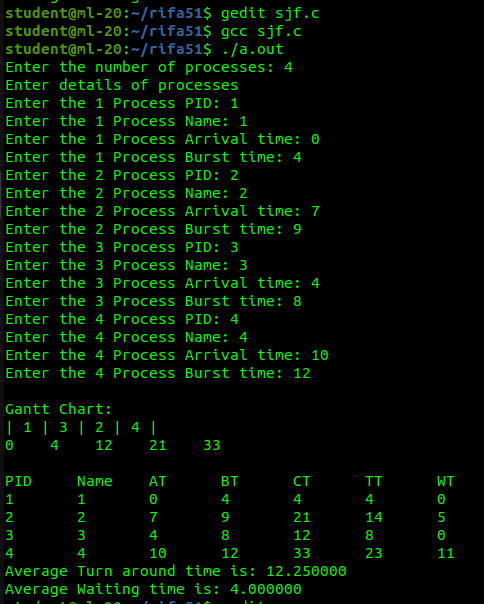 student@ml-20:~/rifa51$ gedit sjf.c
student@ml-20:~/rifa51$ gcc sjf.c
student@ml-20:~/rifa51$ ./a.out
Enter the number of processes: 4
Enter details of processes
Enter the 1 Process PID: 1
Enter the 1 Process Name: 1
Enter the 1 Process Arrival time: 0
Enter the 1 Process Burst time: 4
Enter the 2 Process PID: 2
Enter the 2 Process Name: 2
Enter the 2 Process Arrival time: 7
Enter the 2 Process Burst time: 9
Enter the 3 Process PID: 3
Enter the 3 Process Name: 3
Enter the 3 Process Arrival time: 4
Enter the 3 Process Burst time: 8
Enter the 4 Process PID: 4
Enter the 4 Process Name: 4
Enter the 4 Process Arrival time: 10
Enter the 4 Process Burst time: 12

Gantt Chart:
| 1 | 3 | 2 | 4 |
0    4    12    21    33

PID     Name    AT      BT      CT      TT      WT
1       1       0       4       4       4       0
2       2       7       9       21      14      5
3       3       4       8       12      8       0
4       4       10      12      33      23      11
Average Turn around time is: 12.250000
Average Waiting time is: 4.000000